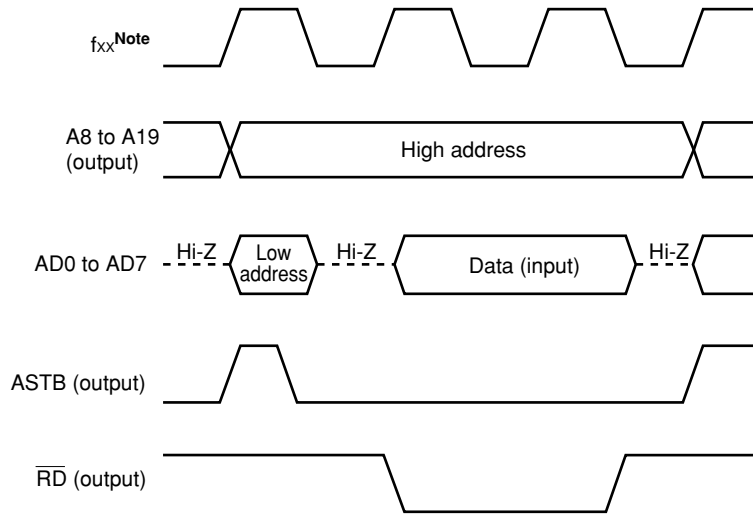 fxxNote
A8 to A19
(output)
High address
AD0 to AD7
Hi-Z
Low
address
Hi-Z
Data (input)
Hi-Z
ASTB (output)
RD (output)